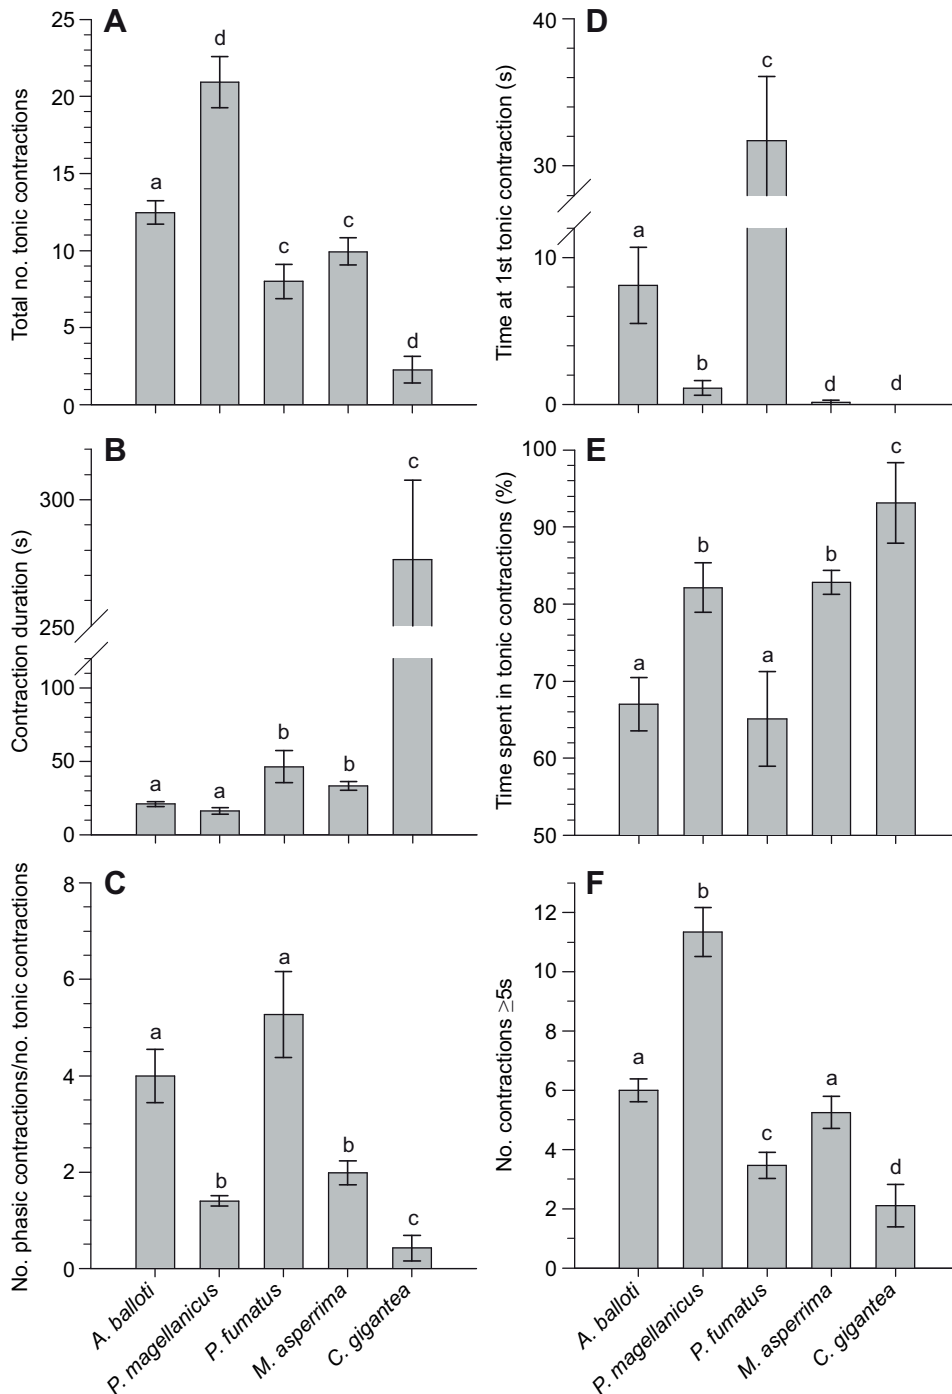 A
Total no. tonic contractions
25
20
15
10
5
0
a
d
c
c
d
B
Contraction duration (s)
300
250
100
50
0
a
a
b
b
c
C
No. phasic contractions/no. tonic contractions
8
6
4
2
0
a
b
a
b
c
A. balloti
P. magellanicus
P. fumatus
M. asperrima
C. gigantea
D
Time at 1st tonic contraction (s)
40
30
10
0
a
b
c
d
d
E
Time spent in tonic contractions (%)
100
90
80
70
60
50
a
b
a
b
c
F
No. contractions ≥5s
12
10
8
6
4
2
0
a
b
c
a
d
A. balloti
P. magellanicus
P. fumatus
M. asperrima
C. gigantea